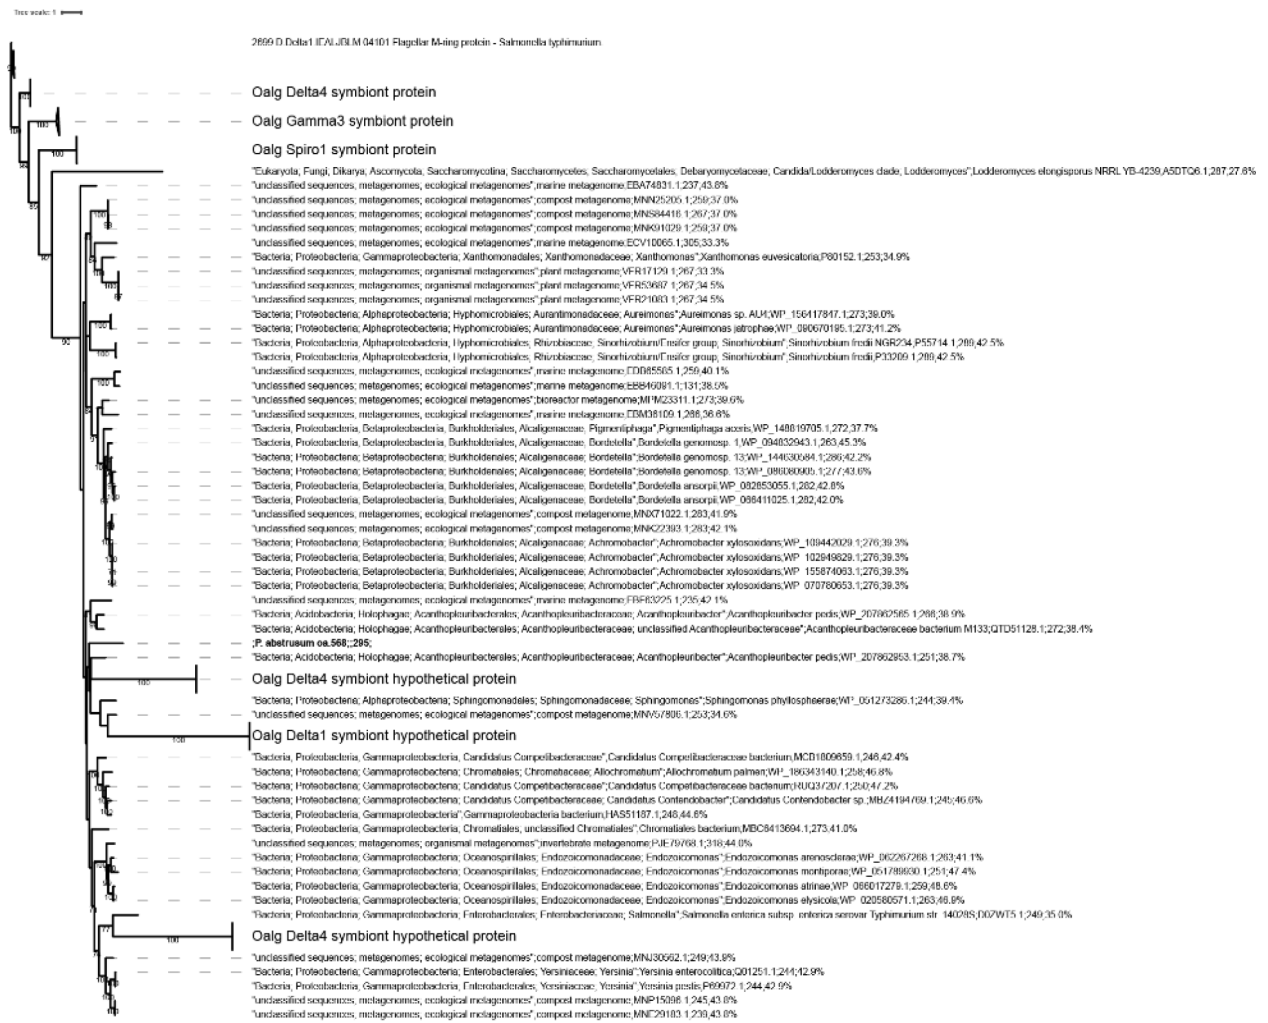 Tree scale: 1
2699 D Delta1 IEALJBLM 04101 Flagellar M-ring protein - Salmonella typhimurium
Oalg Delta4 symbiont protein
Oalg Gamma3 symbiont protein
Oalg Spiro1 symbiont protein
"Eukaryota; Fungi; Dikarya; Ascomycota; Saccharomycotina; Saccharomycetes; Saccharomycetales; Debaryomycetaceae; Candida/Lodderomyces clade; Lodderomyces";Lodderomyces elongisporus NRRL YB-4239;A5DTQ6.1;287;27.6%
"unclassified sequences; metagenomes; ecological metagenomes";marine metagenome;EBA74831.1;237;43.8%
"unclassified sequences; metagenomes; ecological metagenomes";compost metagenome;MNN25205.1;259;37.0%
"unclassified sequences; metagenomes; ecological metagenomes";compost metagenome;MNS84416.1;267;37.0%
"unclassified sequences; metagenomes; ecological metagenomes";compost metagenome;MNK91029.1;259;37.0%
"unclassified sequences; metagenomes; ecological metagenomes";marine metagenome;ECV10065.1;305;33.3%
"Bacteria; Proteobacteria; Gammaproteobacteria; Xanthomonadales; Xanthomonadaceae; Xanthomonas";Xanthomonas euvesicatoria;P80152.1;253;34.9%
"unclassified sequences; metagenomes; organismal metagenomes";plant metagenome;VFR17129.1;267;33.3%
"unclassified sequences; metagenomes; organismal metagenomes";plant metagenome;VFR53687.1;267;34.5%
"unclassified sequences; metagenomes; organismal metagenomes";plant metagenome;VFR21083.1;267;34.5%
"Bacteria; Proteobacteria; Alphaproteobacteria; Hyphomicrobiales; Aurantimonadaceae; Aureimonas";Aureimonas sp. AU4;WP_156417847.1;273;39.0%
"Bacteria; Proteobacteria; Alphaproteobacteria; Hyphomicrobiales; Aurantimonadaceae; Aureimonas";Aureimonas jatrophae;WP_090670195.1;273;41.2%
"Bacteria; Proteobacteria; Alphaproteobacteria; Hyphomicrobiales; Rhizobiaceae; Sinorhizobium/Ensifer group; Sinorhizobium";Sinorhizobium fredii NGR234;P55714.1;289;42.5%
"Bacteria; Proteobacteria; Alphaproteobacteria; Hyphomicrobiales; Rhizobiaceae; Sinorhizobium/Ensifer group; Sinorhizobium";Sinorhizobium fredii;P33209.1;289;42.5%
"unclassified sequences; metagenomes; ecological metagenomes";marine metagenome;EDB65585.1;259;40.1%
"unclassified sequences; metagenomes; ecological metagenomes";marine metagenome;EBB46091.1;131;38.5%
"unclassified sequences; metagenomes; ecological metagenomes";bioreactor metagenome;MPM23311.1;273;39.6%
"unclassified sequences; metagenomes; ecological metagenomes";marine metagenome;EBM36109.1;266;36.6%
"Bacteria; Proteobacteria; Betaproteobacteria; Burkholderiales; Alcaligenaceae; Pigmentiphaga";Pigmentiphaga aceris;WP_148819705.1;272;37.7%
"Bacteria; Proteobacteria; Betaproteobacteria; Burkholderiales; Alcaligenaceae; Bordetella";Bordetella genomosp. 1;WP_094832943.1;263;45.3%
"Bacteria; Proteobacteria; Betaproteobacteria; Burkholderiales; Alcaligenaceae; Bordetella";Bordetella genomosp. 13;WP_144630584.1;286;42.2%
"Bacteria; Proteobacteria; Betaproteobacteria; Burkholderiales; Alcaligenaceae; Bordetella";Bordetella genomosp. 13;WP_086080905.1;277;43.6%
"Bacteria; Proteobacteria; Betaproteobacteria; Burkholderiales; Alcaligenaceae; Bordetella";Bordetella ansorpii;WP_082853055.1;282;42.8%
"Bacteria; Proteobacteria; Betaproteobacteria; Burkholderiales; Alcaligenaceae; Bordetella";Bordetella ansorpii;WP_066411025.1;282;42.0%
"unclassified sequences; metagenomes; ecological metagenomes";compost metagenome;MNX71022.1;283;41.9%
"unclassified sequences; metagenomes; ecological metagenomes";compost metagenome;MNK22393.1;283;42.1%
"Bacteria; Proteobacteria; Betaproteobacteria; Burkholderiales; Alcaligenaceae; Achromobacter";Achromobacter xylosoxidans;WP_109442029.1;276;39.3%
"Bacteria; Proteobacteria; Betaproteobacteria; Burkholderiales; Alcaligenaceae; Achromobacter";Achromobacter xylosoxidans;WP_102949829.1;276;39.3%
"Bacteria; Proteobacteria; Betaproteobacteria; Burkholderiales; Alcaligenaceae; Achromobacter";Achromobacter xylosoxidans;WP_155874063.1;276;39.3%
"Bacteria; Proteobacteria; Betaproteobacteria; Burkholderiales; Alcaligenaceae; Achromobacter";Achromobacter xylosoxidans;WP_070780653.1;276;39.3%
"unclassified sequences; metagenomes; ecological metagenomes";marine metagenome;EBF63225.1;235;42.1%
"Bacteria; Acidobacteria; Holophagae; Acanthopleuribacterales; Acanthopleuribacteraceae; Acanthopleuribacter";Acanthopleuribacter pedis;WP_207862565.1;266;38.9%
"Bacteria; Acidobacteria; Holophagae; Acanthopleuribacterales; Acanthopleuribacteraceae; unclassified Acanthopleuribacteraceae";Acanthopleuribacteraceae bacterium M133;QTD51128.1;272;38.4%
;P. abstrusum oa.568;;295;
"Bacteria; Acidobacteria; Holophagae; Acanthopleuribacterales; Acanthopleuribacteraceae; Acanthopleuribacter";Acanthopleuribacter pedis;WP_207862953.1;251;38.7%
Oalg Delta4 symbiont hypothetical protein
"Bacteria; Proteobacteria; Alphaproteobacteria; Sphingomonadales; Sphingomonadaceae; Sphingomonas";Sphingomonas phyllosphaerae;WP_051273286.1;244;39.4%
"unclassified sequences; metagenomes; ecological metagenomes";compost metagenome;MNV57806.1;253;34.6%
Oalg Delta1 symbiont hypothetical protein
"Bacteria; Proteobacteria; Gammaproteobacteria; Candidatus Competibacteraceae";Candidatus Competibacteraceae bacterium;MCB1809659.1;246;42.4%
"Bacteria; Proteobacteria; Gammaproteobacteria; Chromatiales; Chromatiaceae; Allochromatium";Allochromatium palmeri;WP_186343140.1;258;46.8%
"Bacteria; Proteobacteria; Gammaproteobacteria; Candidatus Competibacteraceae";Candidatus Competibacteraceae bacterium;RUQ37207.1;250;47.2%
"Bacteria; Proteobacteria; Gammaproteobacteria; Candidatus Competibacteraceae; Candidatus Contendobacter";Candidatus Contendobacter sp.;MBZ4194769.1;245;46.6%
"Bacteria; Proteobacteria; Gammaproteobacteria";Gammaproteobacteria bacterium;HAS51187.1;248;44.6%
"Bacteria; Proteobacteria; Gammaproteobacteria; Chromatiales; unclassified Chromatiales";Chromatiales bacterium;MBC6413694.1;273;41.0%
"unclassified sequences; metagenomes; organismal metagenomes";invertebrate metagenome;PJE79768.1;318;44.0%
"Bacteria; Proteobacteria; Gammaproteobacteria; Oceanospirillales; Endozoicomonadaceae; Endozoicomonas";Endozoicomonas arenosclerae;WP_062267268.1;263;41.1%
"Bacteria; Proteobacteria; Gammaproteobacteria; Oceanospirillales; Endozoicomonadaceae; Endozoicomonas";Endozoicomonas montiporae;WP_051789930.1;251;47.4%
"Bacteria; Proteobacteria; Gammaproteobacteria; Oceanospirillales; Endozoicomonadaceae; Endozoicomonas";Endozoicomonas atrinae;WP_066017279.1;259;48.6%
"Bacteria; Proteobacteria; Gammaproteobacteria; Oceanospirillales; Endozoicomonadaceae; Endozoicomonas";Endozoicomonas elysicola;WP_020580571.1;263;46.9%
"Bacteria; Proteobacteria; Gammaproteobacteria; Enterobacterales; Enterobacteriaceae; Salmonella";Salmonella enterica subsp. enterica serovar Typhimurium str. 14028S;D0ZWT5.1;249;35.0%
Oalg Delta4 symbiont hypothetical protein
"unclassified sequences; metagenomes; ecological metagenomes";compost metagenome;MNJ30562.1;249;43.9%
"Bacteria; Proteobacteria; Gammaproteobacteria; Enterobacterales; Yersiniaceae; Yersinia";Yersinia enterocolitica;Q01251.1;244;42.9%
"Bacteria; Proteobacteria; Gammaproteobacteria; Enterobacterales; Yersiniaceae; Yersinia";Yersinia pestis;P69972.1;244;42.9%
"unclassified sequences; metagenomes; ecological metagenomes";compost metagenome;MNP15096.1;245;43.8%
"unclassified sequences; metagenomes; ecological metagenomes";compost metagenome;MNE29183.1;239;43.8%